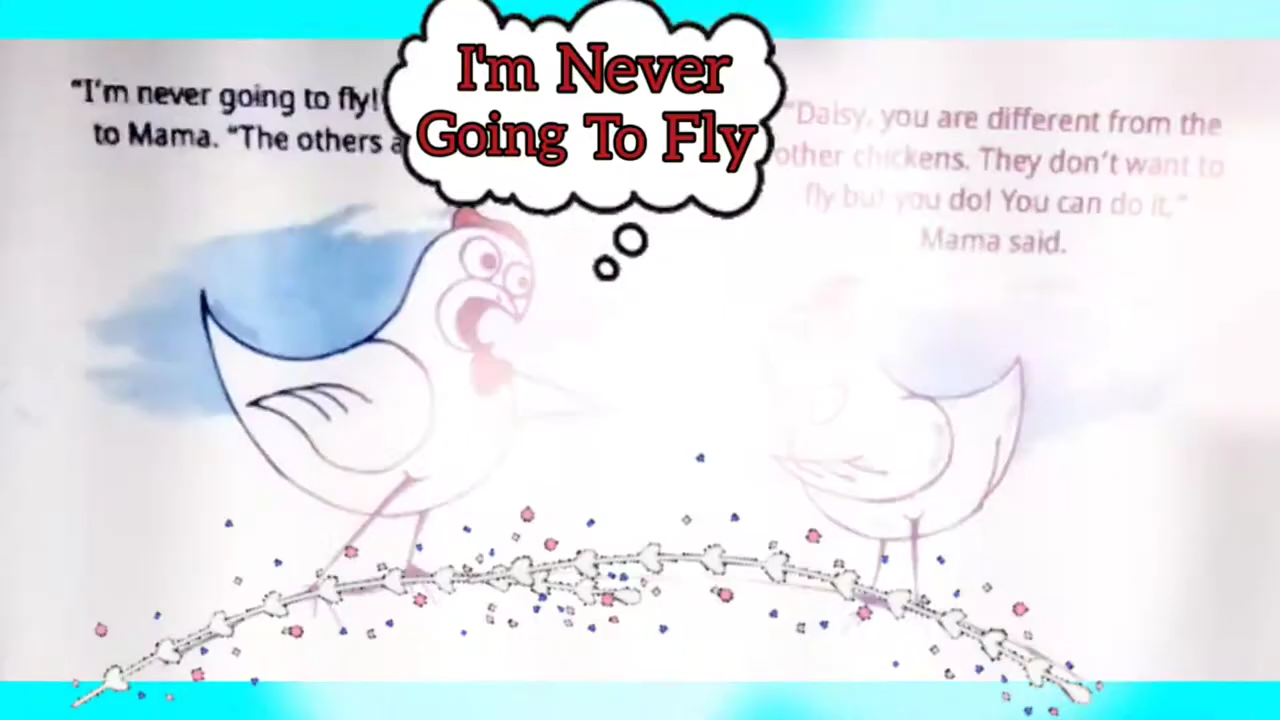 "I'm never going to fly!
to Mama. "The others a
I'm Never
Going To Fly
"Daisy, you are different from the
other chickens. They don't want to
fly but you do! You can do it,"
Mama said.